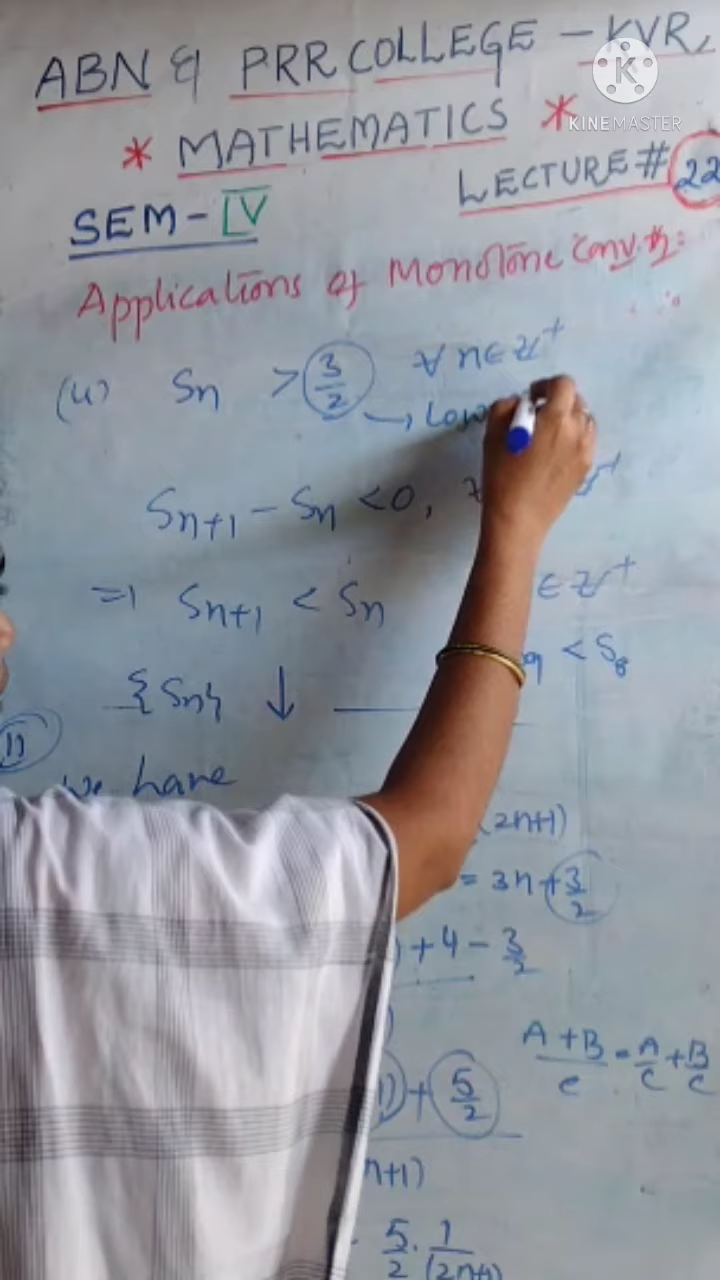 ABN & PRR COLLEGE - KVR,
KINEMASTER
* MATHEMATICS *
LECTURE # 22
SEM - IV
Applications of Monotone Conv.
(ii) Sn > 3/2 ∀ n ∈ Z+
→ Low
Sn+1 - Sn < 0,
⇒ Sn+1 < Sn ∈ Z+
< S8
{Sn} ↓
we have
(2n+1)
= 3n + 3/2
) + 4 - 3/2
A+B/c = A/c + B/c
) + 5/2
n+1)
5/2 . 1/(2n+1)